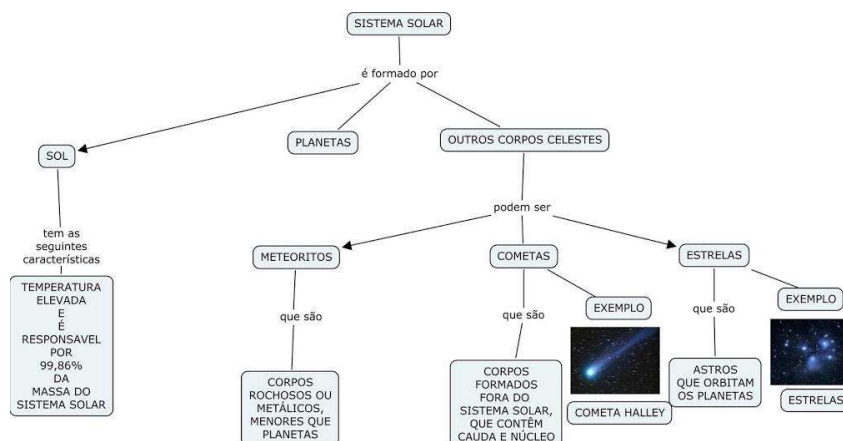 SISTEMA SOLAR
é formado por
SOL
PLANETAS
OUTROS CORPOS CELESTES
tem as
seguintes
características
TEMPERATURA
ELEVADA
E
É
RESPONSAVEL
POR
99,86%
DA
MASSA DO
SISTEMA SOLAR
podem ser
METEORITOS
que são
CORPOS
ROCHOSOS OU
METÁLICOS,
MENORES QUE
PLANETAS
COMETAS
que são
CORPOS
FORMADOS
FORA DO
SISTEMA SOLAR,
QUE CONTÊM
CAUDA E NÚCLEO
EXEMPLO
COMETA HALLEY
ESTRELAS
que são
ASTROS
QUE ORBITAM
OS PLANETAS
EXEMPLO
ESTRELAS